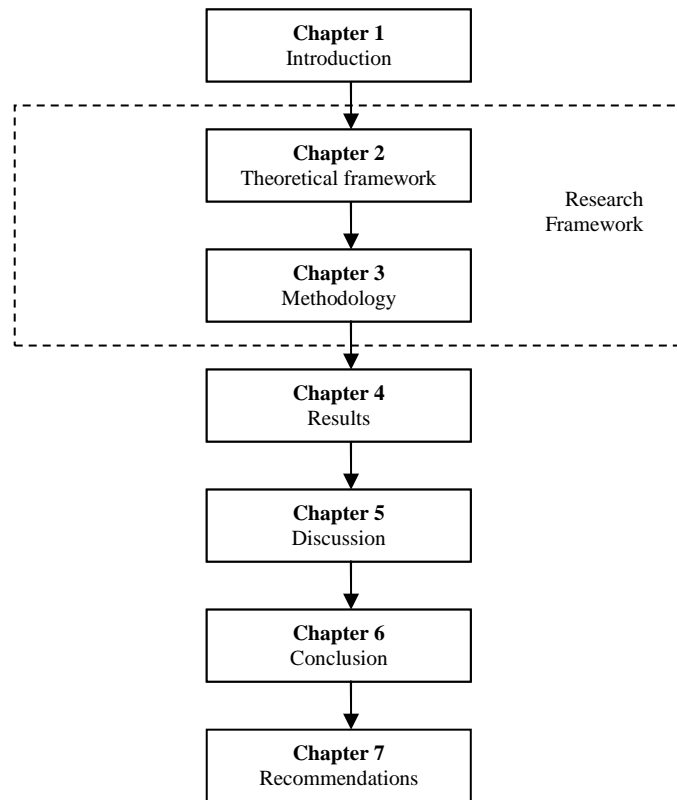 Chapter 1
Introduction
Chapter 2
Theoretical framework
Research
Framework
Chapter 3
Methodology
Chapter 4
Results
Chapter 5
Discussion
Chapter 6
Conclusion
Chapter 7
Recommendations